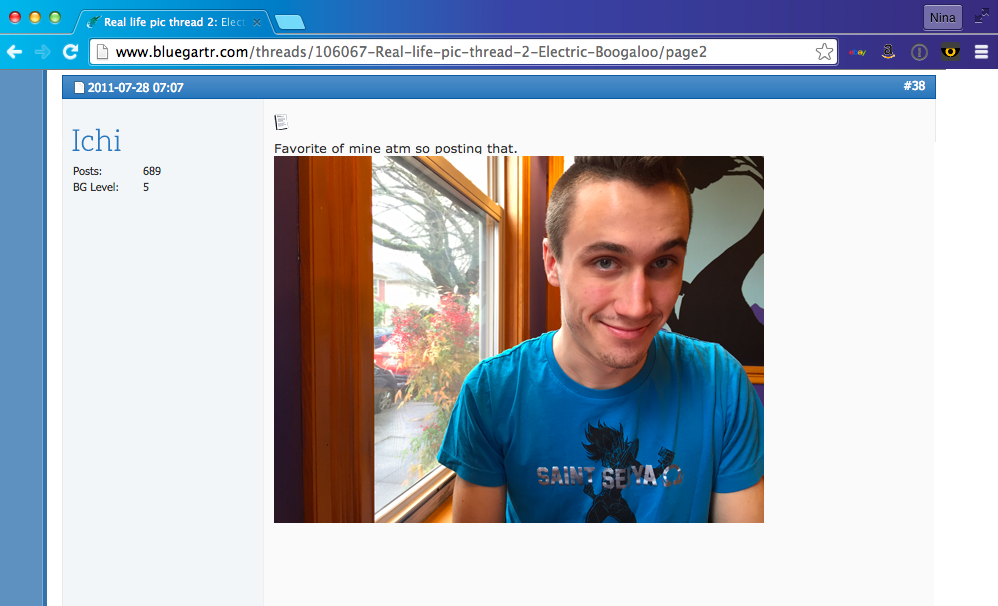 Real life pic thread 2: Elect
Nina
www.bluegartr.com/threads/106067-Real-life-pic-thread-2-Electric-Boogaloo/page2
ebay
a
2011-07-28 07:07
#38
Ichi
Posts: 689
BG Level: 5
Favorite of mine atm so posting that.
SAINT SEIYA